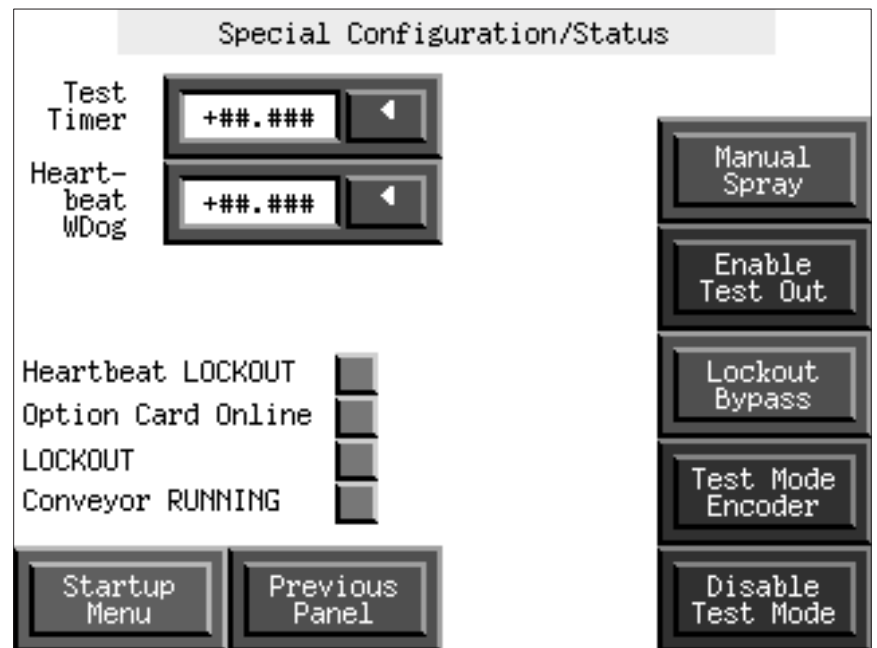 Special Configuration/Status
Test
Timer
+##.###
Heart-
beat
WDog
+##.###
Manual
Spray
Enable
Test Out
Lockout
Bypass
Test Mode
Encoder
Disable
Test Mode
Heartbeat LOCKOUT
Option Card Online
LOCKOUT
Conveyor RUNNING
Startup
Menu
Previous
Panel